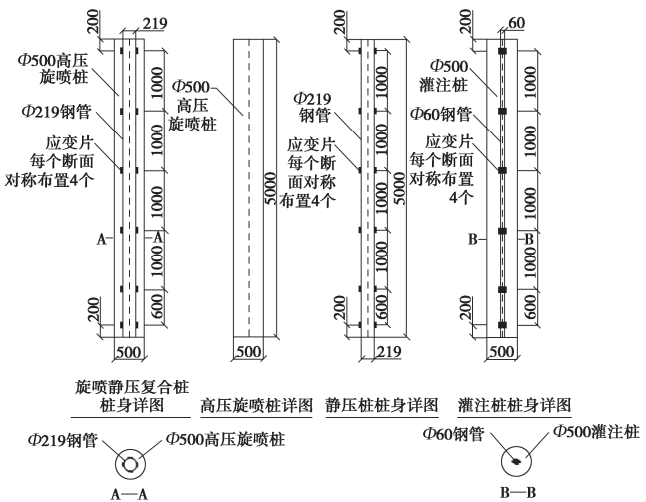 200
219
Φ500高压
旋喷桩
Φ219钢管
应变片
每个断面
对称布置4个
1000
1000
1000
1000
600
A
A
200
500
旋喷静压复合桩
桩身详图
Φ500
高压
旋喷桩
5000
500
高压旋喷桩详图
200
Φ219
钢管
应变片
每个断
面对称
布置4个
1000
1000
1000
1000
600
5000
200
219
静压桩桩身详图
200
60
Φ500
灌注桩
Φ60钢管
应变片
每个断面
对称布置
4个
1000
1000
1000
1000
600
B
B
200
500
灌注桩桩身详图
Φ219钢管
Φ500高压旋喷桩
A—A
Φ60钢管
Φ500灌注桩
B—B